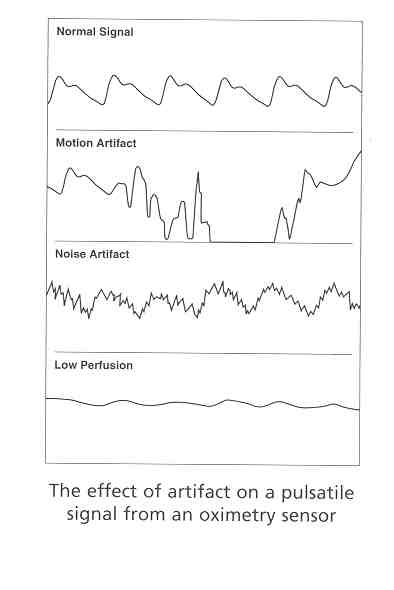 Normal Signal
Motion Artifact
Noise Artifact
Low Perfusion
The effect of artifact on a pulsatile
signal from an oximetry sensor